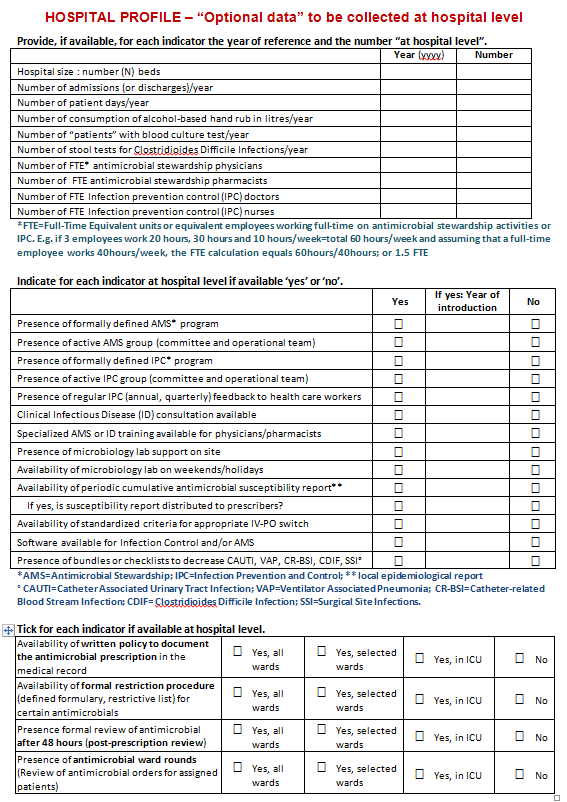 HOSPITAL PROFILE – “Optional data” to be collected at hospital level
Provide, if available, for each indicator the year of reference and the number “at hospital level”.
Year (yyyy) Number
Hospital size : number (N) beds
Number of admissions (or discharges)/year
Number of patient days/year
Number of consumption of alcohol-based hand rub in litres/year
Number of “patients” with blood culture test/year
Number of stool tests for Clostridioides Difficile Infections/year
Number of FTE* antimicrobial stewardship physicians
Number of FTE antimicrobial stewardship pharmacists
Number of FTE Infection prevention control (IPC) doctors
Number of FTE Infection prevention control (IPC) nurses
*FTE=Full-Time Equivalent units or equivalent employees working full-time on antimicrobial stewardship activities or
IPC. E.g. if 3 employees work 20 hours, 30 hours and 10 hours/week=total 60 hours/week and assuming that a full-time
employee works 40hours/week, the FTE calculation equals 60hours/40hours; or 1.5 FTE
Indicate for each indicator at hospital level if available ‘yes’ or ‘no’.
Yes If yes: Year of introduction No
Presence of formally defined AMS* program ☐ ☐
Presence of active AMS group (committee and operational team) ☐ ☐
Presence of formally defined IPC* program ☐ ☐
Presence of active IPC group (committee and operational team) ☐ ☐
Presence of regular IPC (annual, quarterly) feedback to health care workers ☐ ☐
Clinical Infectious Disease (ID) consultation available ☐ ☐
Specialized AMS or ID training available for physicians/pharmacists ☐ ☐
Presence of microbiology lab support on site ☐ ☐
Availability of microbiology lab on weekends/holidays ☐ ☐
Availability of periodic cumulative antimicrobial susceptibility report** ☐ ☐
If yes, is susceptibility report distributed to prescribers? ☐ ☐
Availability of standardized criteria for appropriate IV-PO switch ☐ ☐
Software available for Infection Control and/or AMS ☐ ☐
Presence of bundles or checklists to decrease CAUTI, VAP, CR-BSI, CDIF, SSI° ☐ ☐
*AMS=Antimicrobial Stewardship; IPC=Infection Prevention and Control; ** local epidemiological report
° CAUTI=Catheter Associated Urinary Tract Infection; VAP=Ventilator Associated Pneumonia; CR-BSI=Catheter-related
Blood Stream Infection; CDIF= Clostridioides Difficile Infection; SSI=Surgical Site Infections.
Tick for each indicator if available at hospital level.
Availability of written policy to document
the antimicrobial prescription in the
medical record
☐ Yes, all
wards
☐ Yes, selected
wards
☐ Yes, in ICU
☐ No
Availability of formal restriction procedure
(defined formulary, restrictive list) for
certain antimicrobials
☐ Yes, all
wards
☐ Yes, selected
wards
☐ Yes, in ICU
☐ No
Presence formal review of antimicrobial
after 48 hours (post-prescription review)
☐ Yes, all
wards
☐ Yes, selected
wards
☐ Yes, in ICU
☐ No
Presence of antimicrobial ward rounds
(Review of antimicrobial orders for assigned
patients)
☐ Yes, all
wards
☐ Yes, selected
wards
☐ Yes, in ICU
☐ No